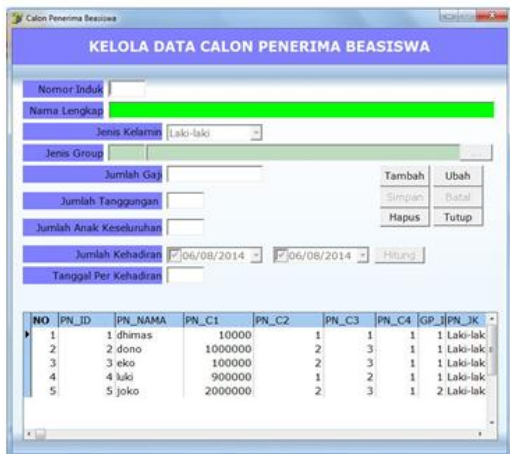 Calon Penerima Beasiswa
KELOLA DATA CALON PENERIMA BEASISWA
Nomor Induk
Nama Lengkap
Jenis Kelamin Laki-laki
Jenis Group ...
Jumlah Gaji
Tambah Ubah
Jumlah Tanggungan
Simpan Batal
Jumlah Anak Keseluruhan
Hapus Tutup
Jumlah Kehadiran 06/08/2014 06/08/2014 Hitung
Tanggal Per Kehadiran
NO PN_ID PN_NAMA PN_C1 PN_C2 PN_C3 PN_C4 GP_I PN_JK
1 1 dhimas 10000 1 1 1 1 Laki-lak
2 2 dono 1000000 2 3 1 1 Laki-lak
3 3 eko 100000 2 3 1 1 Laki-lak
4 4 luki 900000 1 2 1 1 Laki-lak
5 5 joko 2000000 2 3 1 2 Laki-lak